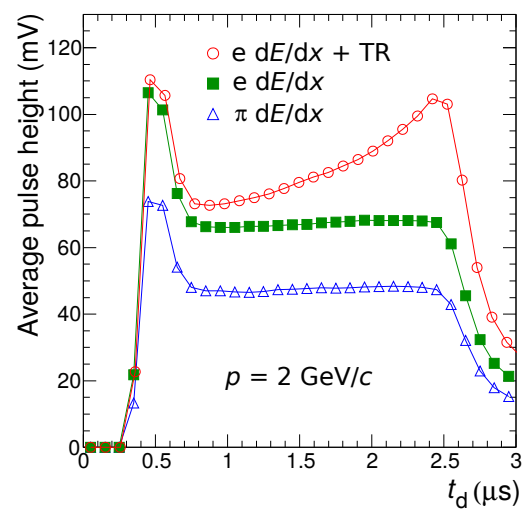 Average pulse height (mV)
120
100
80
60
40
20
0
e dE/dx + TR
e dE/dx
π dE/dx
p = 2 GeV/c
0 0.5 1 1.5 2 2.5 3
t_d (μs)